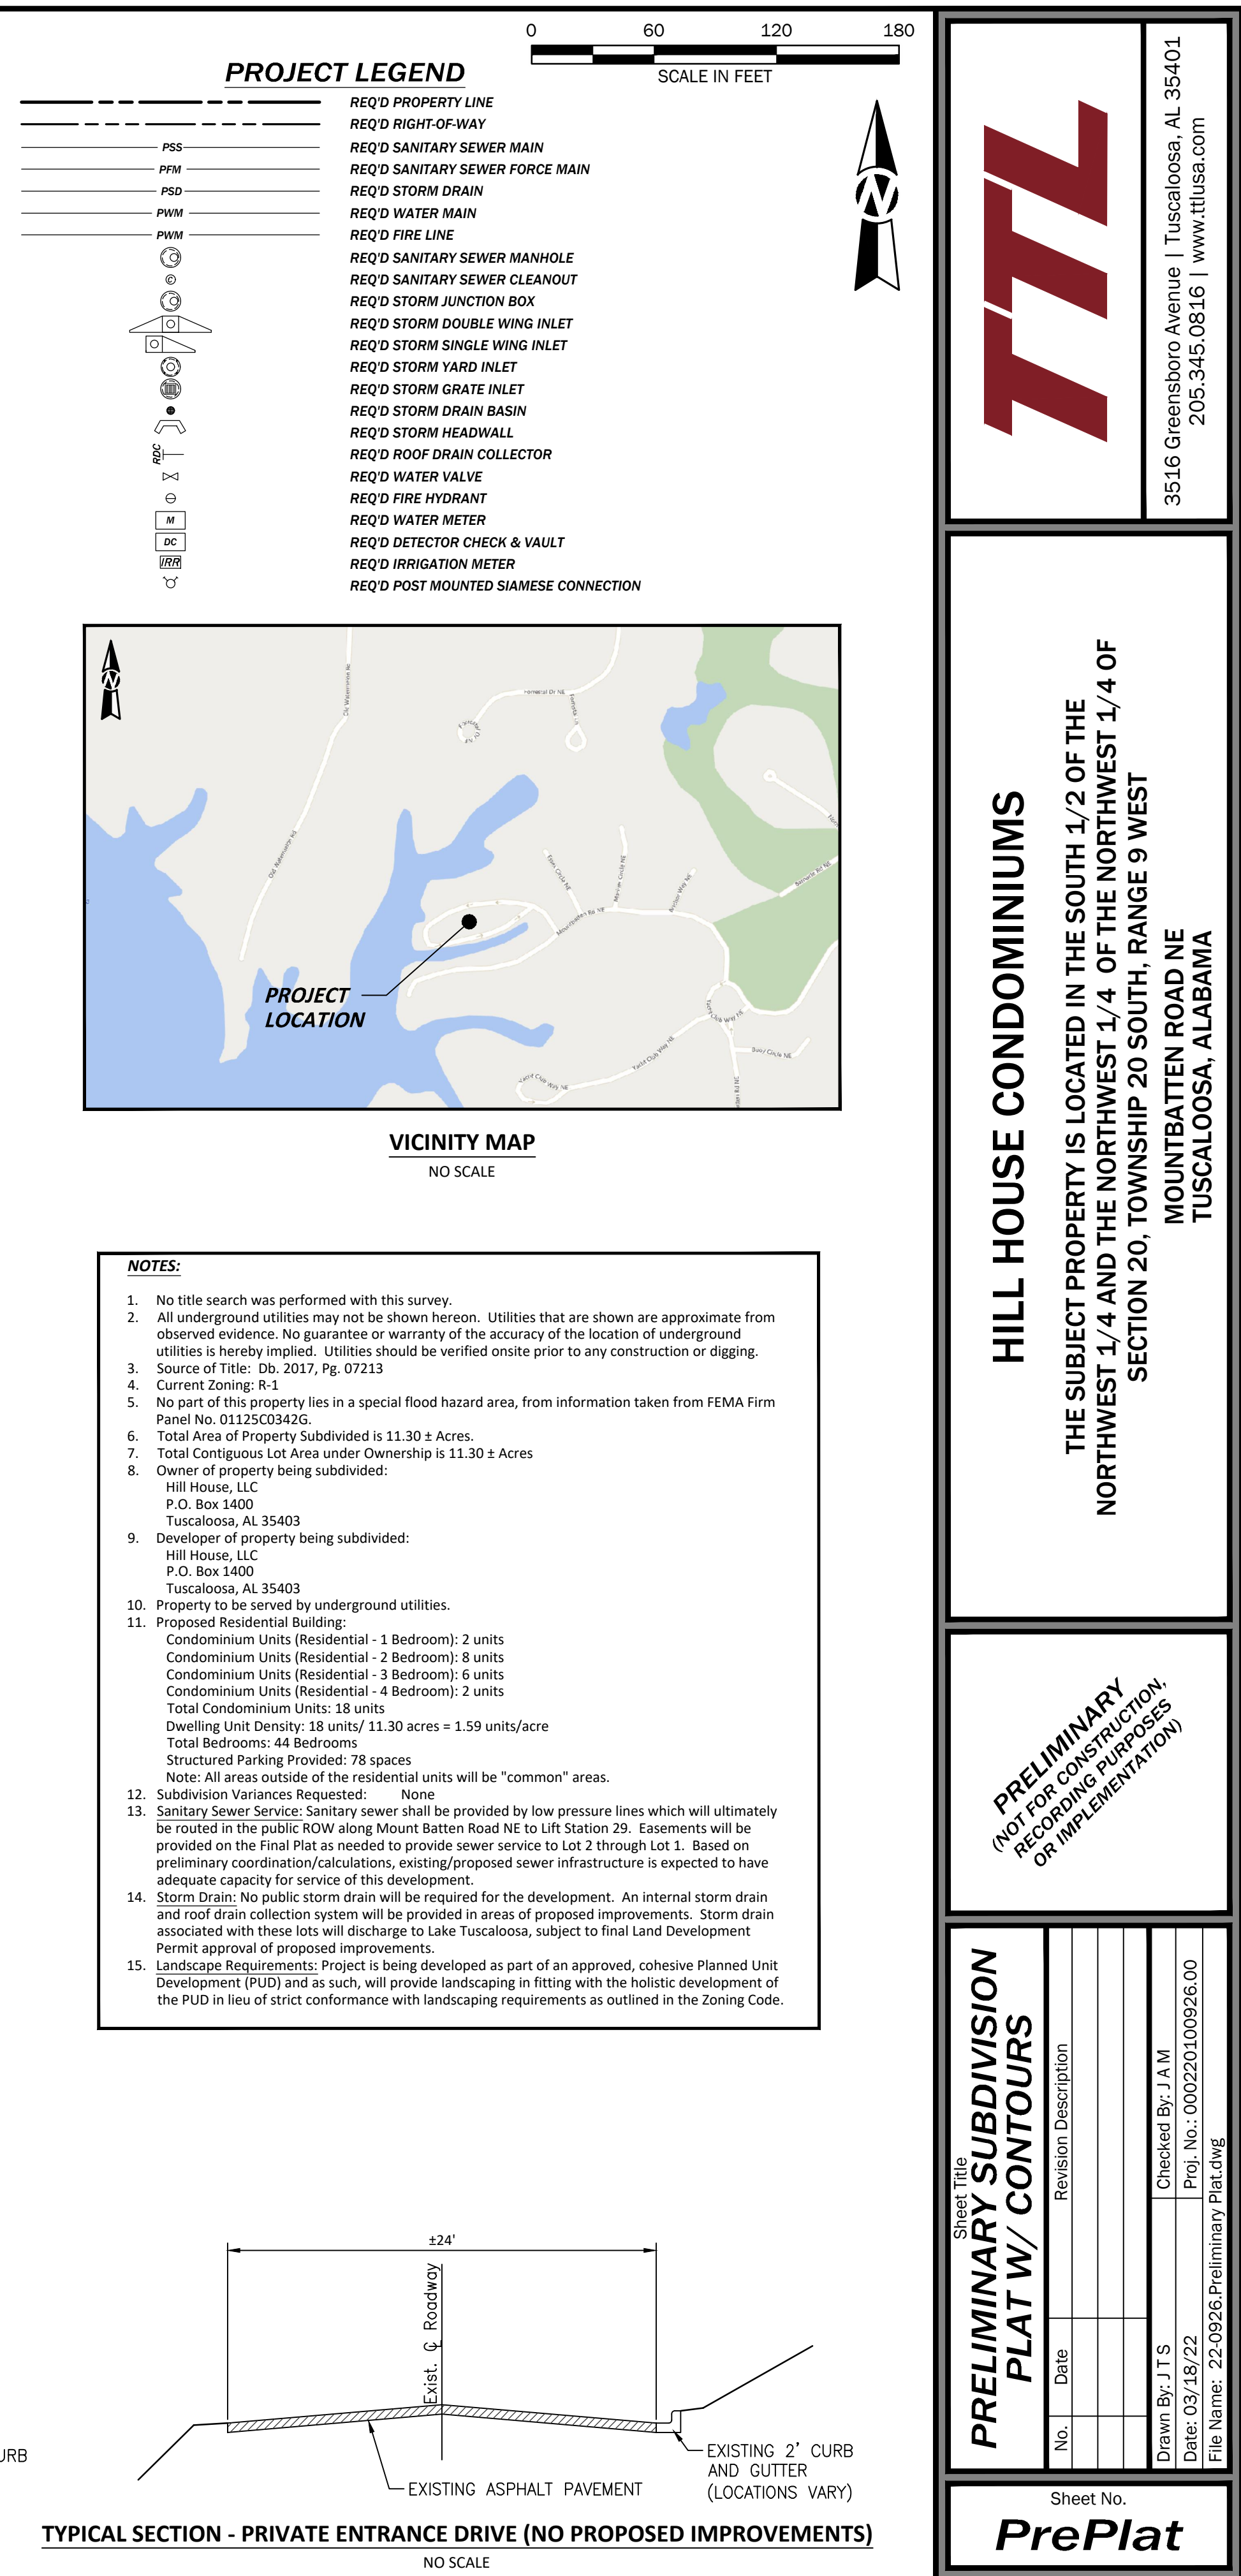 0 60 120 180
SCALE IN FEET
PROJECT LEGEND
REQ'D PROPERTY LINE
REQ'D RIGHT-OF-WAY
PSS REQ'D SANITARY SEWER MAIN
PFM REQ'D SANITARY SEWER FORCE MAIN
PSD REQ'D STORM DRAIN
PWM REQ'D WATER MAIN
PWM REQ'D FIRE LINE
REQ'D SANITARY SEWER MANHOLE
C REQ'D SANITARY SEWER CLEANOUT
REQ'D STORM JUNCTION BOX
REQ'D STORM DOUBLE WING INLET
REQ'D STORM SINGLE WING INLET
REQ'D STORM YARD INLET
REQ'D STORM GRATE INLET
REQ'D STORM DRAIN BASIN
REQ'D STORM HEADWALL
RDC REQ'D ROOF DRAIN COLLECTOR
REQ'D WATER VALVE
REQ'D FIRE HYDRANT
M REQ'D WATER METER
DC REQ'D DETECTOR CHECK & VAULT
IRR REQ'D IRRIGATION METER
REQ'D POST MOUNTED SIAMESE CONNECTION
N
N
Old Watermelon Rd
Old Watermelon Rd
Mountbatten Rd NE
Anchor Way NE
Yacht Club Way NE
Yacht Club Way NE
Yacht Club Way NE
Buoy Circle NE
PROJECT
LOCATION
VICINITY MAP
NO SCALE
NOTES:
1. No title search was performed with this survey.
2. All underground utilities may not be shown hereon. Utilities that are shown are approximate from
observed evidence. No guarantee or warranty of the accuracy of the location of underground
utilities is hereby implied. Utilities should be verified onsite prior to any construction or digging.
3. Source of Title: Db. 2017, Pg. 07213
4. Current Zoning: R-1
5. No part of this property lies in a special flood hazard area, from information taken from FEMA Firm
Panel No. 01125C0342G.
6. Total Area of Property Subdivided is 11.30 ± Acres.
7. Total Contiguous Lot Area under Ownership is 11.30 ± Acres
8. Owner of property being subdivided:
Hill House, LLC
P.O. Box 1400
Tuscaloosa, AL 35403
9. Developer of property being subdivided:
Hill House, LLC
P.O. Box 1400
Tuscaloosa, AL 35403
10. Property to be served by underground utilities.
11. Proposed Residential Building:
Condominium Units (Residential - 1 Bedroom): 2 units
Condominium Units (Residential - 2 Bedroom): 8 units
Condominium Units (Residential - 3 Bedroom): 6 units
Condominium Units (Residential - 4 Bedroom): 2 units
Total Condominium Units: 18 units
Dwelling Unit Density: 18 units/ 11.30 acres = 1.59 units/acre
Total Bedrooms: 44 Bedrooms
Structured Parking Provided: 78 spaces
Note: All areas outside of the residential units will be "common" areas.
12. Subdivision Variances Requested: None
13. Sanitary Sewer Service: Sanitary sewer shall be provided by low pressure lines which will ultimately
be routed in the public ROW along Mount Batten Road NE to Lift Station 29. Easements will be
provided on the Final Plat as needed to provide sewer service to Lot 2 through Lot 1. Based on
preliminary coordination/calculations, existing/proposed sewer infrastructure is expected to have
adequate capacity for service of this development.
14. Storm Drain: No public storm drain will be required for the development. An internal storm drain
and roof drain collection system will be provided in areas of proposed improvements. Storm drain
associated with these lots will discharge to Lake Tuscaloosa, subject to final Land Development
Permit approval of proposed improvements.
15. Landscape Requirements: Project is being developed as part of an approved, cohesive Planned Unit
Development (PUD) and as such, will provide landscaping in fitting with the holistic development of
the PUD in lieu of strict conformance with landscaping requirements as outlined in the Zoning Code.
±24'
Exist. ℄ Roadway
URB
EXISTING ASPHALT PAVEMENT
EXISTING 2' CURB
AND GUTTER
(LOCATIONS VARY)
TYPICAL SECTION - PRIVATE ENTRANCE DRIVE (NO PROPOSED IMPROVEMENTS)
NO SCALE
TTL
3516 Greensboro Avenue | Tuscaloosa, AL 35401
205.345.0816 | www.ttlusa.com
HILL HOUSE CONDOMINIUMS
THE SUBJECT PROPERTY IS LOCATED IN THE SOUTH 1/2 OF THE
NORTHWEST 1/4 AND THE NORTHWEST 1/4 OF THE NORTHWEST 1/4 OF
SECTION 20, TOWNSHIP 20 SOUTH, RANGE 9 WEST
MOUNTBATTEN ROAD NE
TUSCALOOSA, ALABAMA
PRELIMINARY
(NOT FOR CONSTRUCTION,
RECORDING PURPOSES
OR IMPLEMENTATION)
Sheet Title
PRELIMINARY SUBDIVISION
PLAT W/ CONTOURS
No. Date Revision Description
Drawn By: J T S Checked By: J A M
Date: 03/18/22 Proj. No.: 000220100926.00
File Name: 22-0926.Preliminary Plat.dwg
Sheet No.
PrePlat